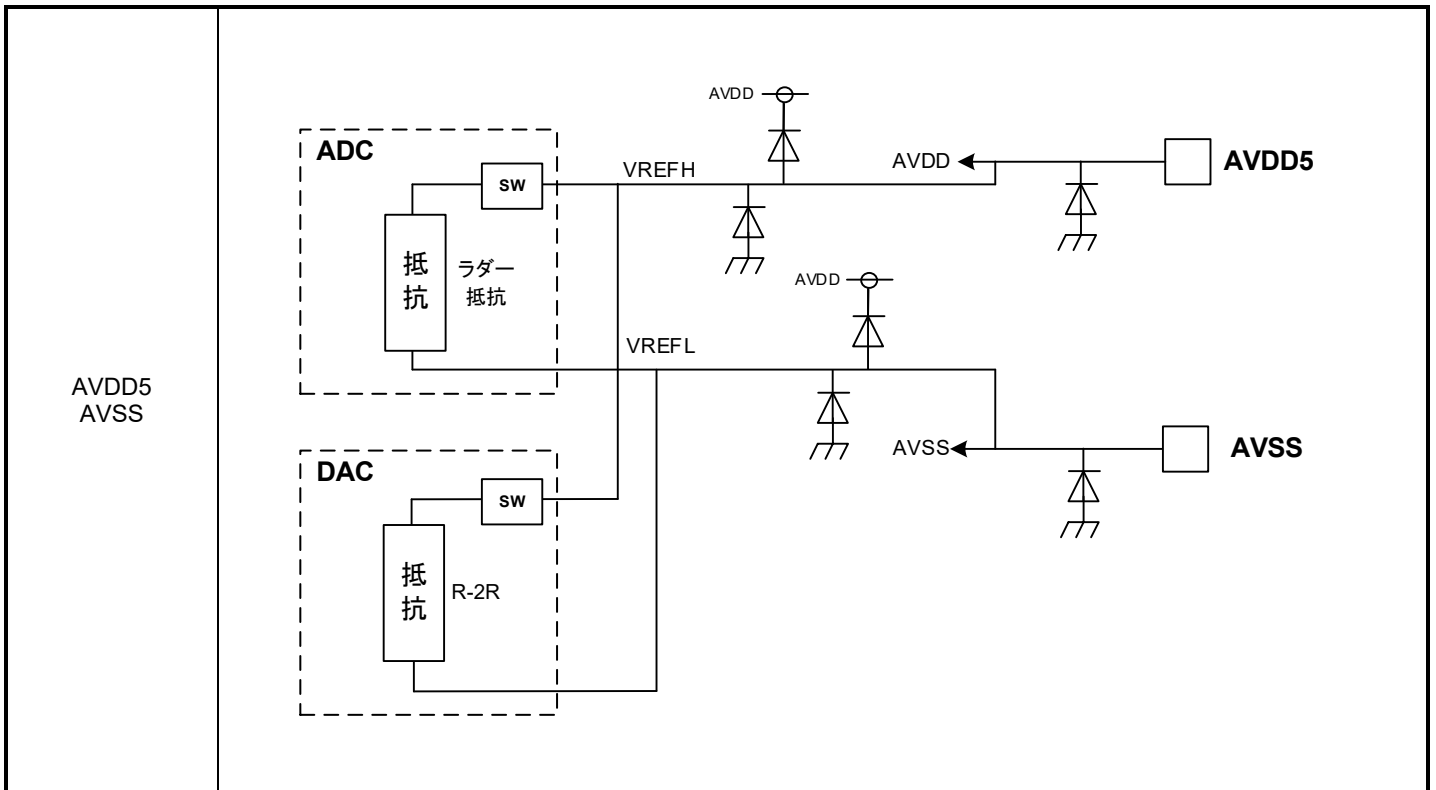 AVDD5
AVSS
AVDD
ADC
SW
VREFH
AVDD
AVDD5
抵
抗
ラダー
抵抗
AVDD
VREFL
AVSS
AVSS
DAC
SW
抵
抗
R-2R